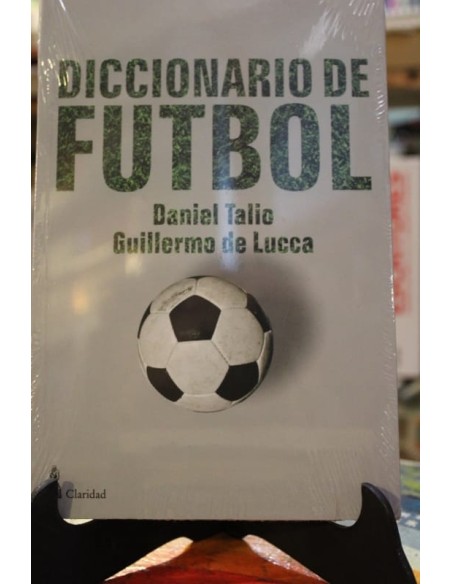 DICCIONARIO DE
FUTBOL
Daniel Talio
Guillermo de Lucca
Claridad